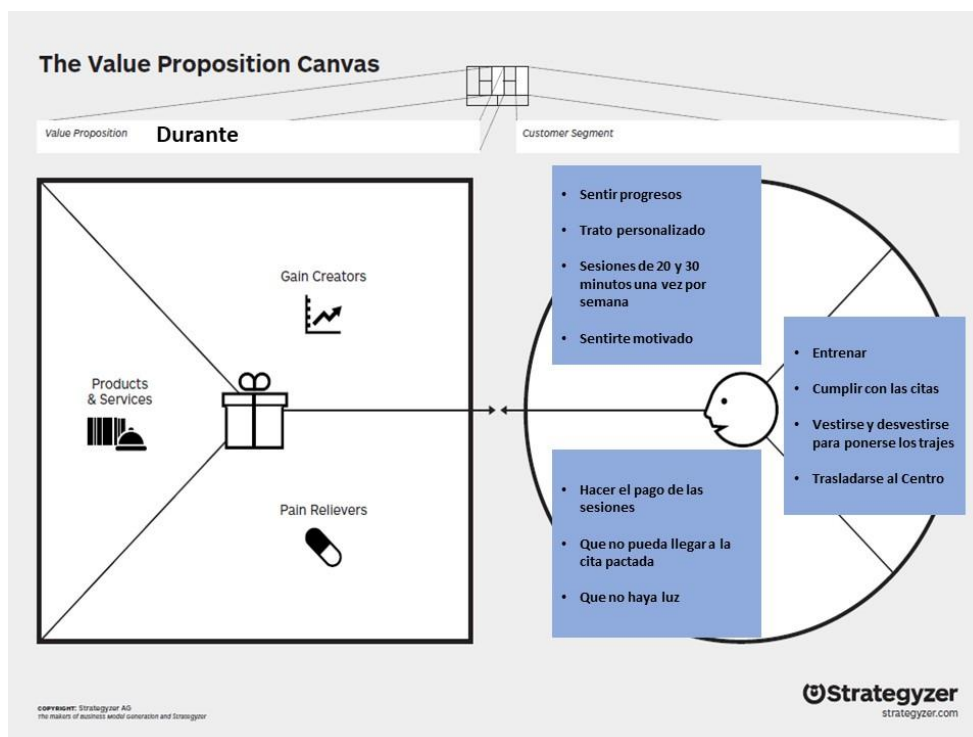 The Value Proposition Canvas
Value Proposition
Durante
Customer Segment
Gain Creators
Products
& Services
Pain Relievers
• Sentir progresos
• Trato personalizado
• Sesiones de 20 y 30
minutos una vez por
semana
• Sentirte motivado
• Entrenar
• Cumplir con las citas
• Vestirse y desvestirse
para ponerse los trajes
• Trasladarse al Centro
• Hacer el pago de las
sesiones
• Que no pueda llegar a la
cita pactada
• Que no haya luz
COPYRIGHT: Strategyzer AG
The makers of Business Model Generation and Strategyzer
Strategyzer
strategyzer.com